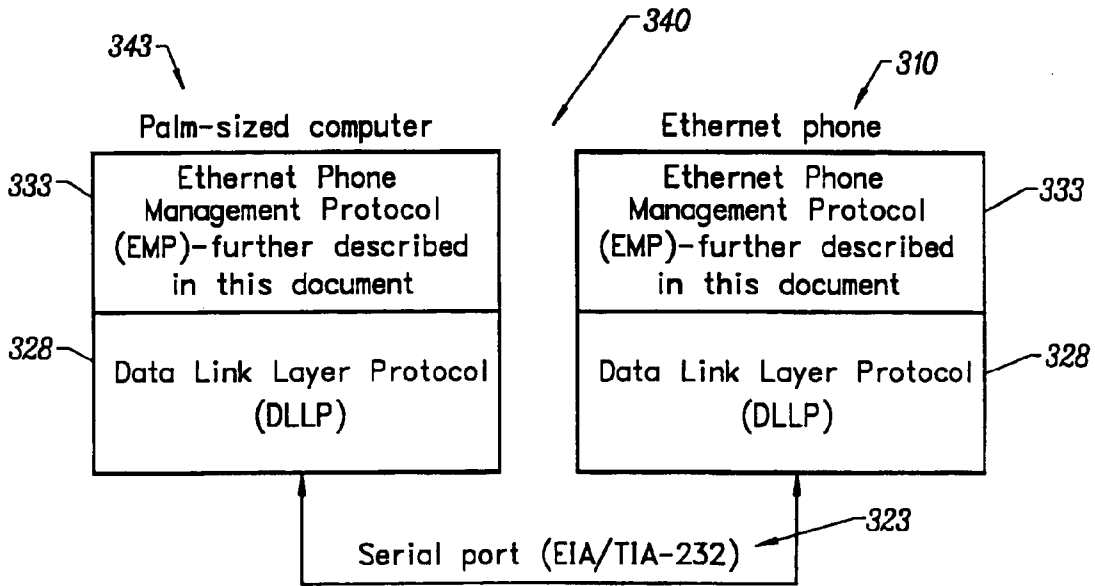 343
340
310
Palm-sized computer
Ethernet phone
333
Ethernet Phone
Management Protocol
(EMP)-further described
in this document
Ethernet Phone
Management Protocol
(EMP)-further described
in this document
333
328
Data Link Layer Protocol
(DLLP)
Data Link Layer Protocol
(DLLP)
328
Serial port (EIA/TIA-232)
323